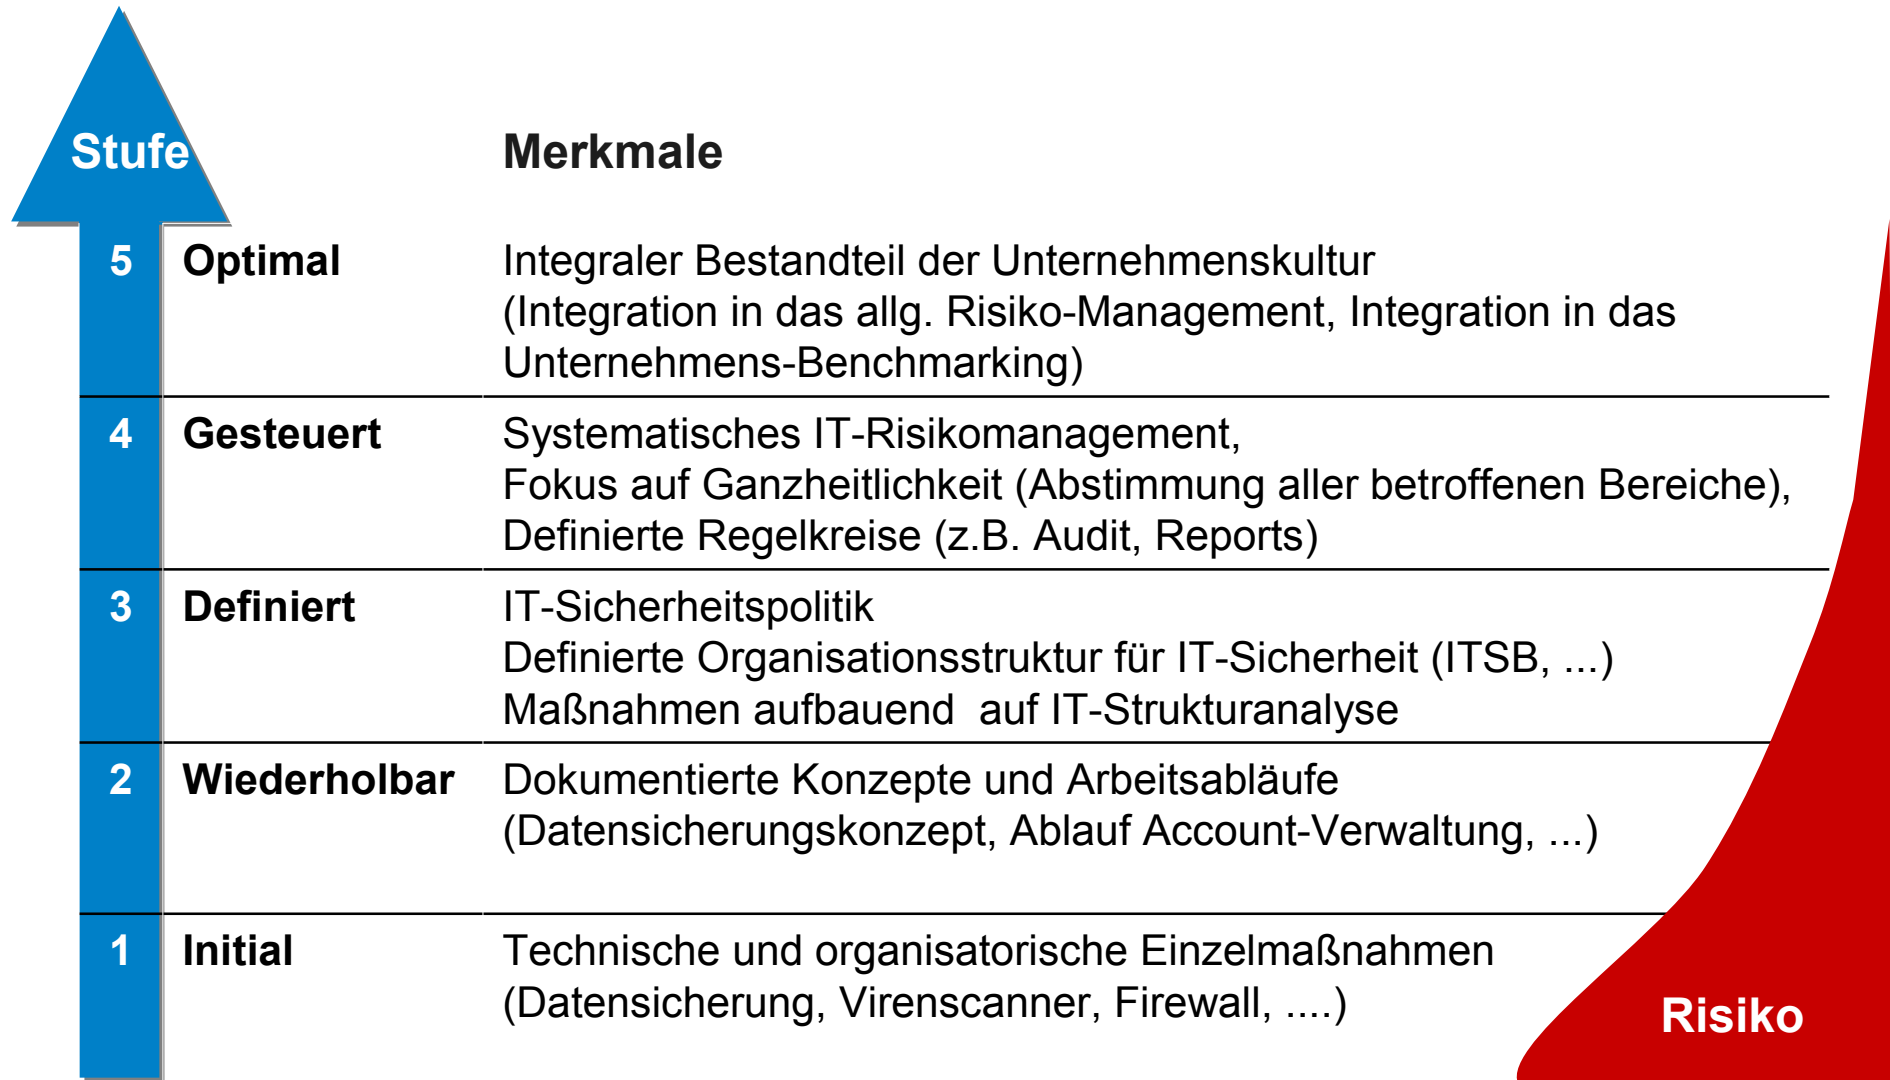 Stufe Merkmale
5 Optimal Integraler Bestandteil der Unternehmenskultur
(Integration in das allg. Risiko-Management, Integration in das
Unternehmens-Benchmarking)
4 Gesteuert Systematisches IT-Risikomanagement,
Fokus auf Ganzheitlichkeit (Abstimmung aller betroffenen Bereiche),
Definierte Regelkreise (z.B. Audit, Reports)
3 Definiert IT-Sicherheitspolitik
Definierte Organisationsstruktur für IT-Sicherheit (ITSB, ...)
Maßnahmen aufbauend  auf IT-Strukturanalyse
2 Wiederholbar Dokumentierte Konzepte und Arbeitsabläufe
(Datensicherungskonzept, Ablauf Account-Verwaltung, ...)
1 Initial Technische und organisatorische Einzelmaßnahmen
(Datensicherung, Virenscanner, Firewall, ....)
Risiko